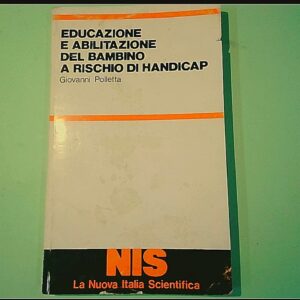 EDUCAZIONE
E ABILITAZIONE
DEL BAMBINO
A RISCHIO DI HANDICAP
Giovanni Polletta
NIS
La Nuova Italia Scientifica